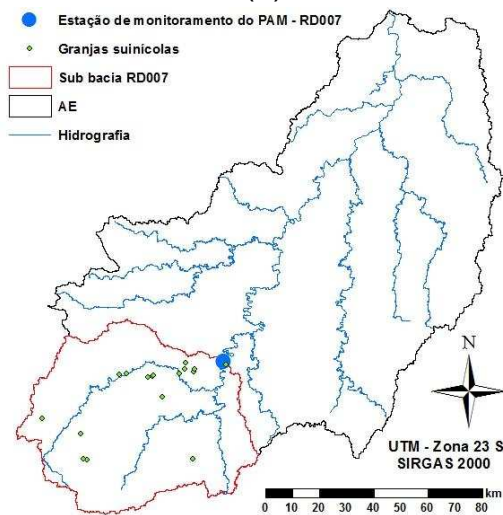 Estação de monitoramento do PAM - RD007
Granjas suinícolas
Sub bacia RD007
AE
Hidrografia
N
UTM - Zona 23 S
SIRGAS 2000
km
0 10 20 30 40 50 60 70 80